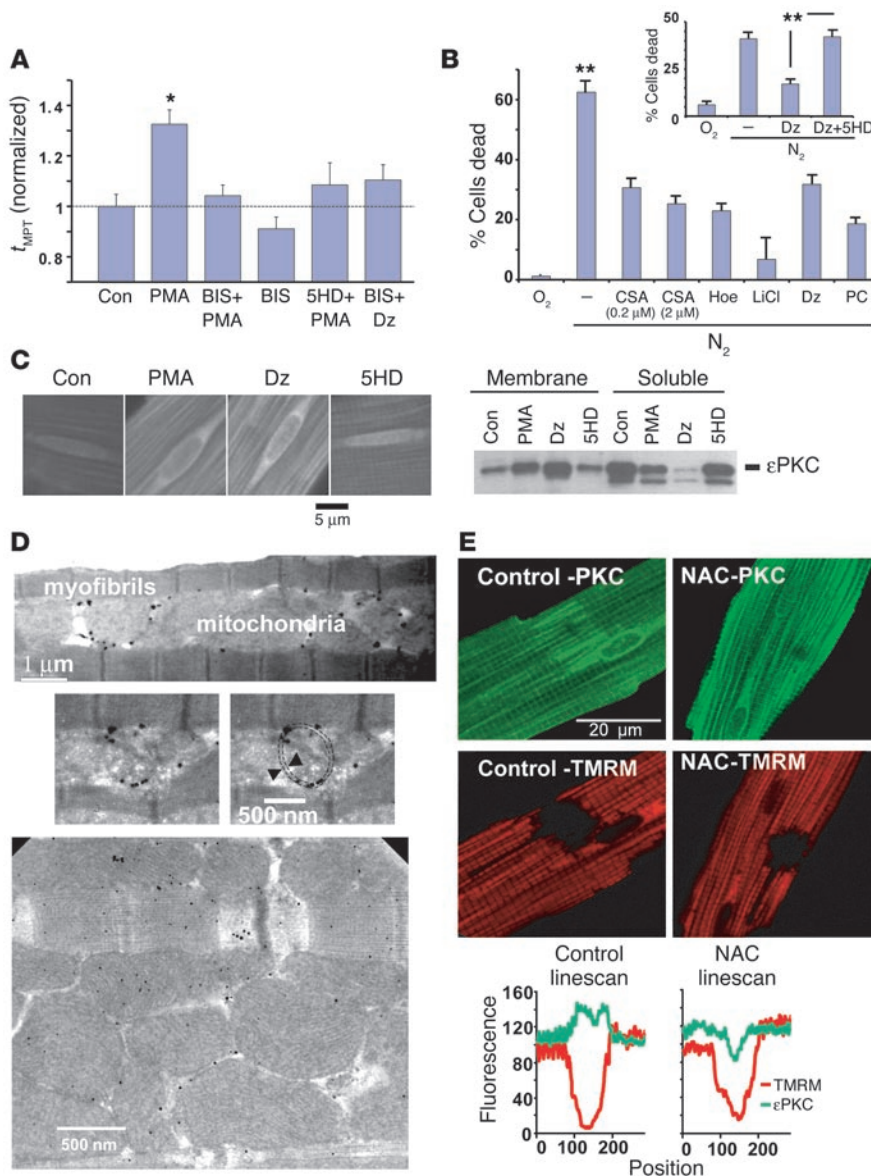 A
t_MPT (normalized)
1.4
1.2
1
0.8
*
Con
PMA
BIS+
PMA
BIS
5HD+
PMA
BIS+
Dz
B
% Cells dead
60
40
20
0
**
O2
–
CSA
(0.2 μM)
CSA
(2 μM)
Hoe
LiCl
Dz
PC
N2
% Cells dead
50
25
0
**
O2
–
Dz
Dz+5HD
N2
C
Con
PMA
Dz
5HD
5 μm
Membrane
Soluble
Con
PMA
Dz
5HD
Con
PMA
Dz
5HD
εPKC
D
myofibrils
mitochondria
1 μm
500 nm
500 nm
E
Control -PKC
NAC-PKC
20 μm
Control -TMRM
NAC-TMRM
Control
linescan
NAC
linescan
Fluorescence
160
120
80
40
0
0 100 200
0 100 200
TMRM
εPKC
Position